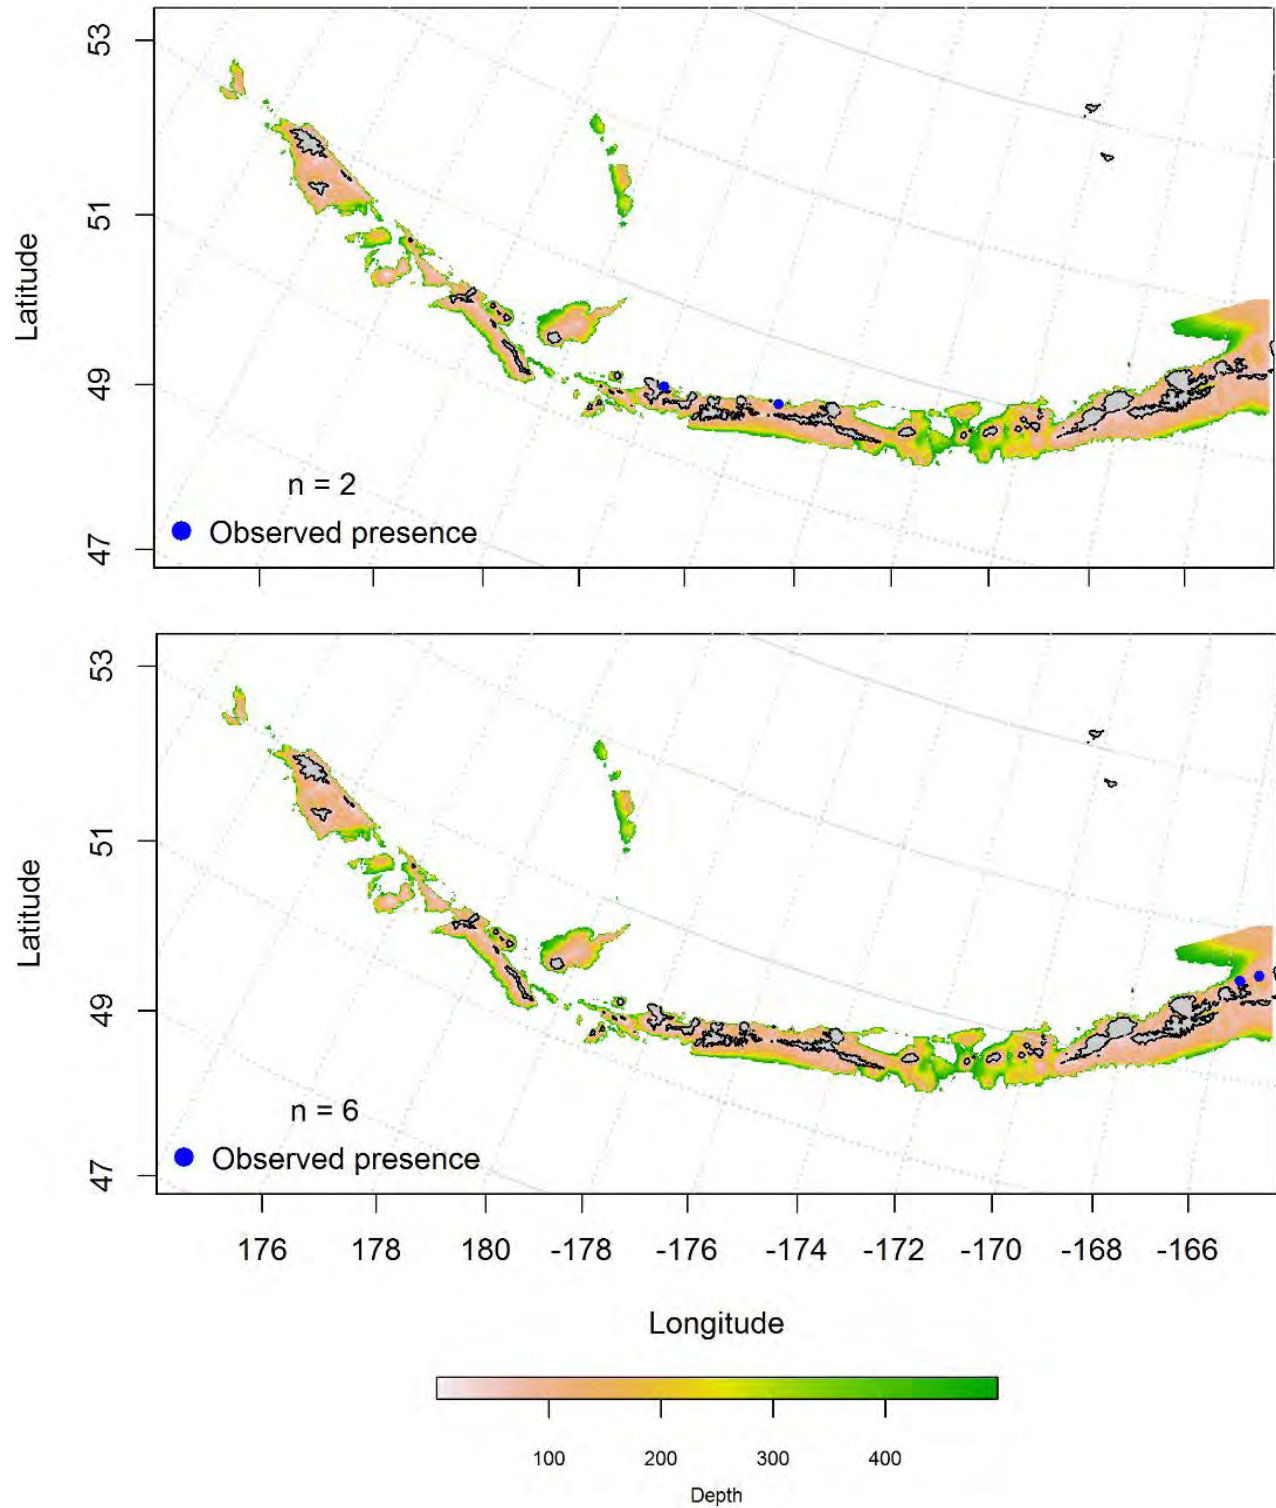 53
51
49
47
Latitude
n = 2
Observed presence
53
51
49
47
Latitude
n = 6
Observed presence
176 178 180 -178 -176 -174 -172 -170 -168 -166
Longitude
100 200 300 400
Depth